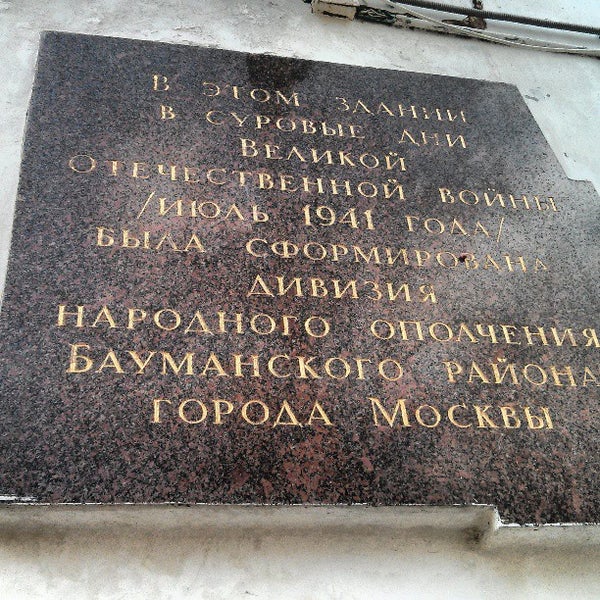 В ЭТОМ ЗДАНИИ
В СУРОВЫЕ ДНИ
ВЕЛИКОЙ
ОТЕЧЕСТВЕННОЙ ВОЙНЫ
/ИЮЛЬ 1941 ГОДА/
БЫЛА СФОРМИРОВАНА
ДИВИЗИЯ
НАРОДНОГО ОПОЛЧЕНИЯ
БАУМАНСКОГО РАЙОНА
ГОРОДА МОСКВЫ